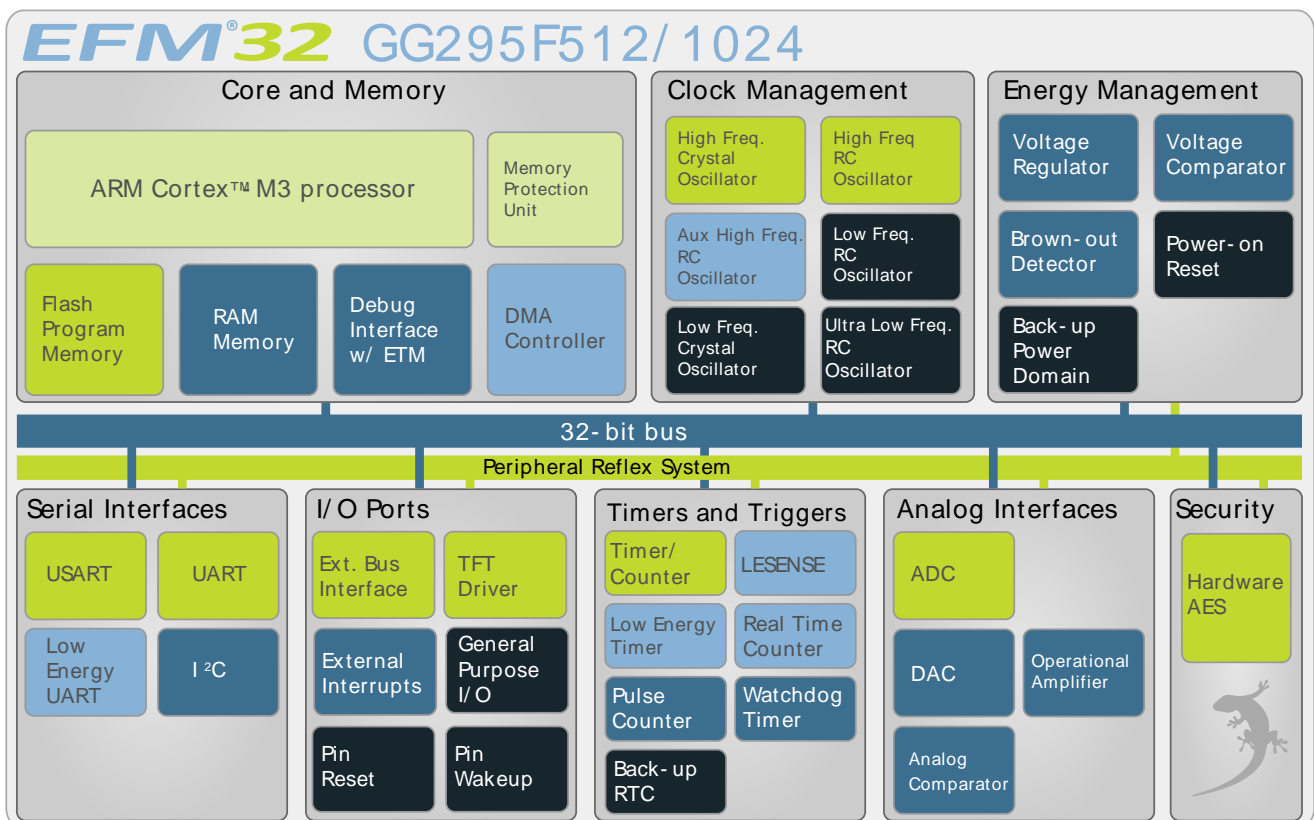 EFM®32 GG295F512/1024
Core and Memory
ARM Cortex™ M3 processor
Memory
Protection
Unit
Flash
Program
Memory
RAM
Memory
Debug
Interface
w/ ETM
DMA
Controller
Clock Management
High Freq.
Crystal
Oscillator
High Freq
RC
Oscillator
Aux High Freq.
RC
Oscillator
Low Freq.
RC
Oscillator
Low Freq.
Crystal
Oscillator
Ultra Low Freq.
RC
Oscillator
Energy Management
Voltage
Regulator
Voltage
Comparator
Brown-out
Detector
Power-on
Reset
Back-up
Power
Domain
32-bit bus
Peripheral Reflex System
Serial Interfaces
USART
UART
Low
Energy
UART
I²C
I/O Ports
Ext. Bus
Interface
TFT
Driver
External
Interrupts
General
Purpose
I/O
Pin
Reset
Pin
Wakeup
Timers and Triggers
Timer/
Counter
LESENSE
Low Energy
Timer
Real Time
Counter
Pulse
Counter
Watchdog
Timer
Back-up
RTC
Analog Interfaces
ADC
DAC
Operational
Amplifier
Analog
Comparator
Security
Hardware
AES